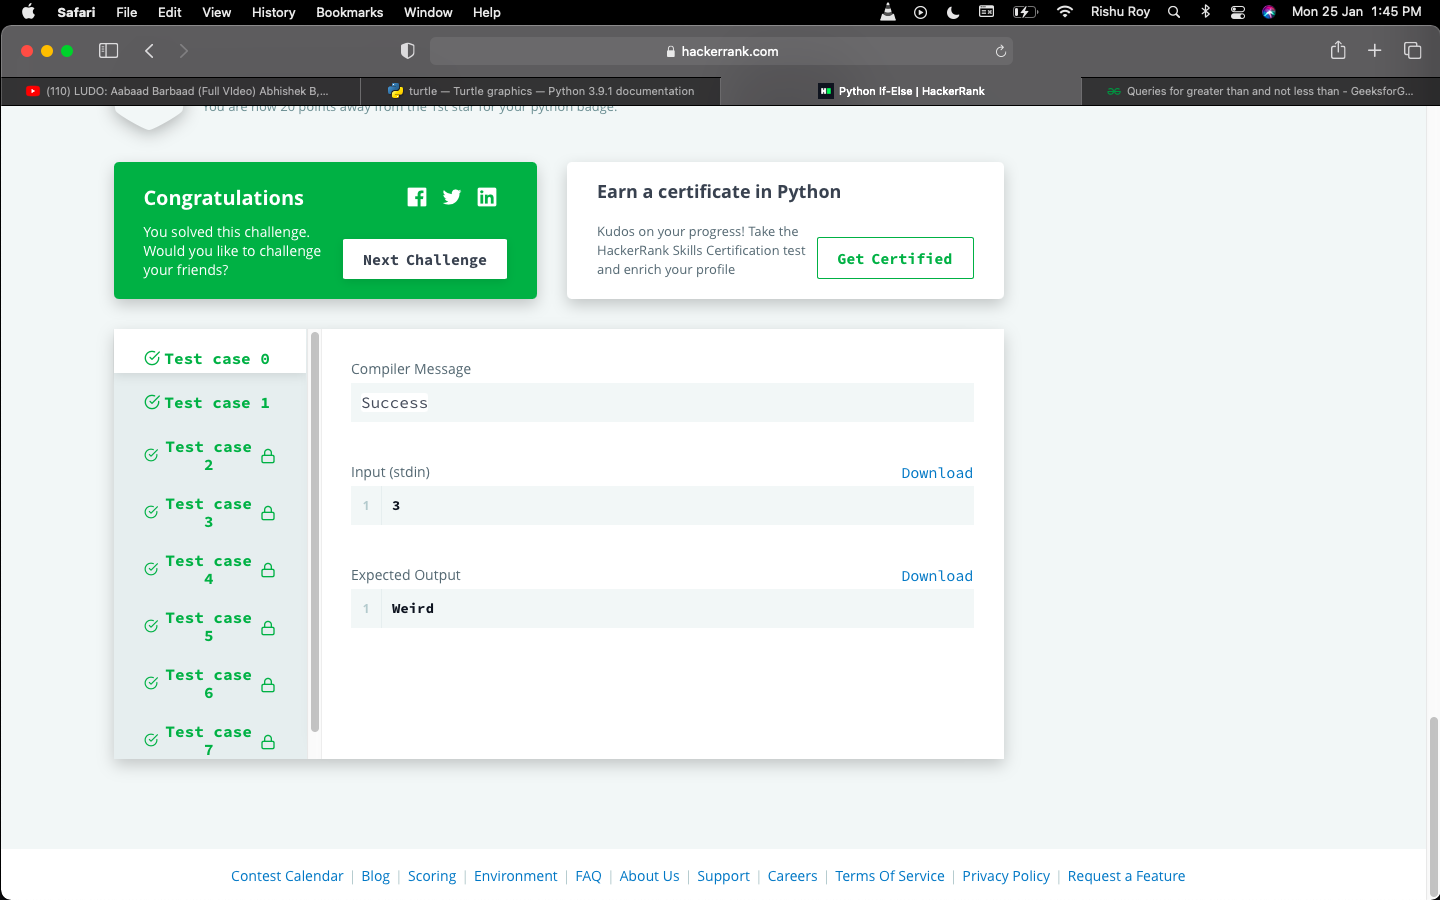 Safari File Edit View History Bookmarks Window Help Rishu Roy Mon 25 Jan 1:45 PM
hackerrank.com
(110) LUDO: Aabaad Barbaad (Full VIdeo) Abhishek B,... turtle — Turtle graphics — Python 3.9.1 documentation Python If-Else | HackerRank Queries for greater than and not less than - GeeksforG...
You are now 20 points away from the 1st star for your python badge.
Congratulations
You solved this challenge.
Would you like to challenge
your friends?
Next Challenge
Earn a certificate in Python
Kudos on your progress! Take the
HackerRank Skills Certification test
and enrich your profile
Get Certified
Test case 0
Test case 1
Test case
2
Test case
3
Test case
4
Test case
5
Test case
6
Test case
7
Compiler Message
Success
Input (stdin) Download
1 3
Expected Output Download
1 Weird
Contest Calendar | Blog | Scoring | Environment | FAQ | About Us | Support | Careers | Terms Of Service | Privacy Policy | Request a Feature